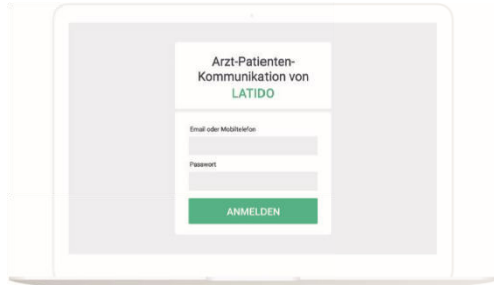 Arzt-Patienten-
Kommunikation von
LATIDO
Email oder Mobiltelefon
Passwort
ANMELDEN